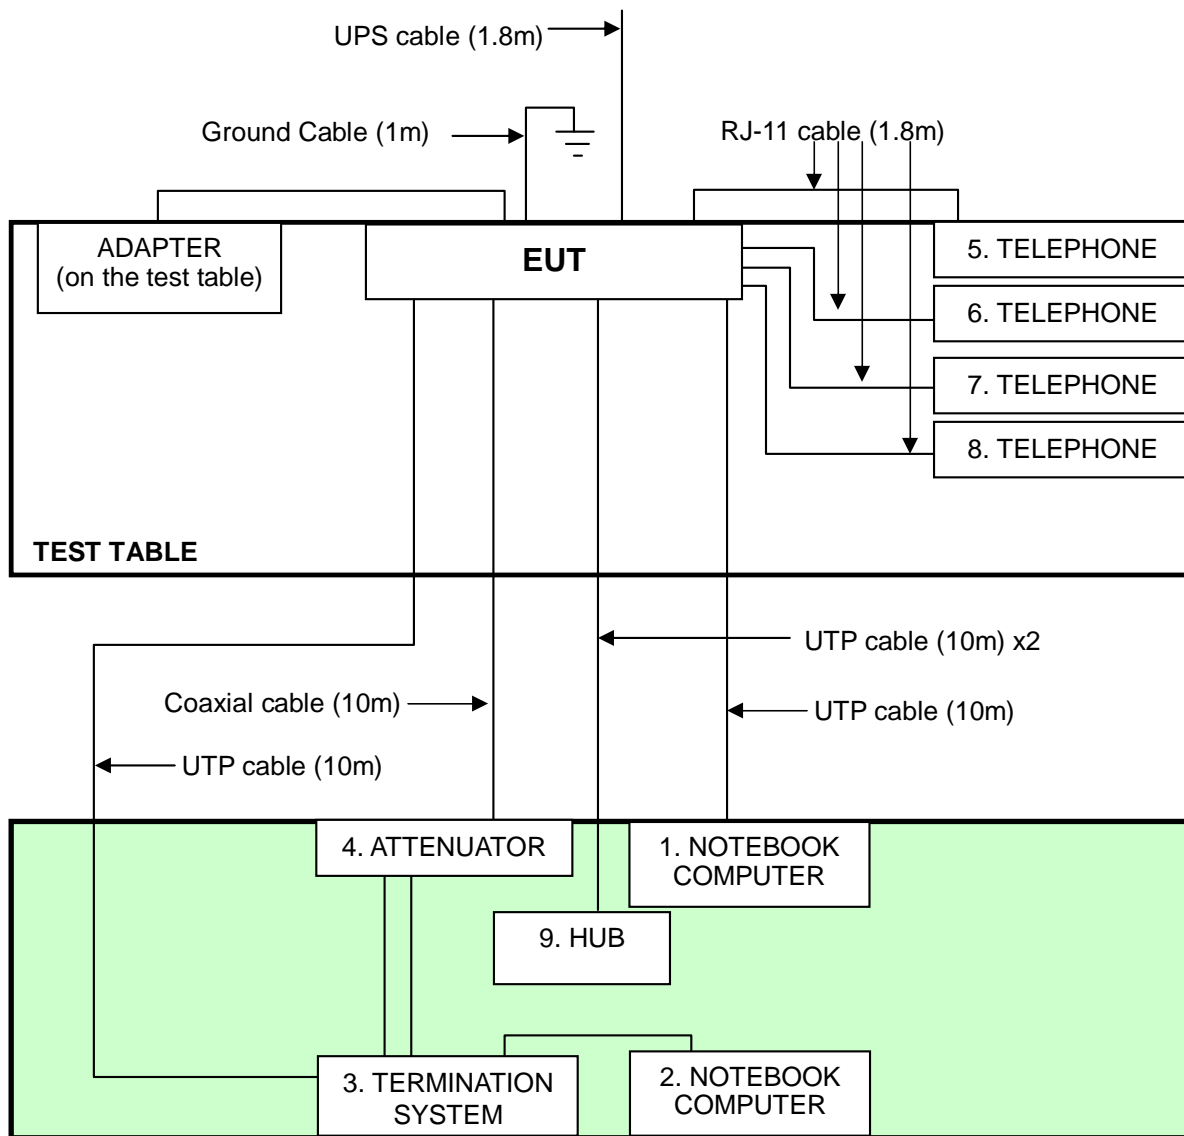 UPS cable (1.8m)
Ground Cable (1m)
RJ-11 cable (1.8m)
ADAPTER
(on the test table)
EUT
5. TELEPHONE
6. TELEPHONE
7. TELEPHONE
8. TELEPHONE
TEST TABLE
UTP cable (10m) x2
Coaxial cable (10m)
UTP cable (10m)
UTP cable (10m)
4. ATTENUATOR
1. NOTEBOOK
COMPUTER
9. HUB
3. TERMINATION
SYSTEM
2. NOTEBOOK
COMPUTER